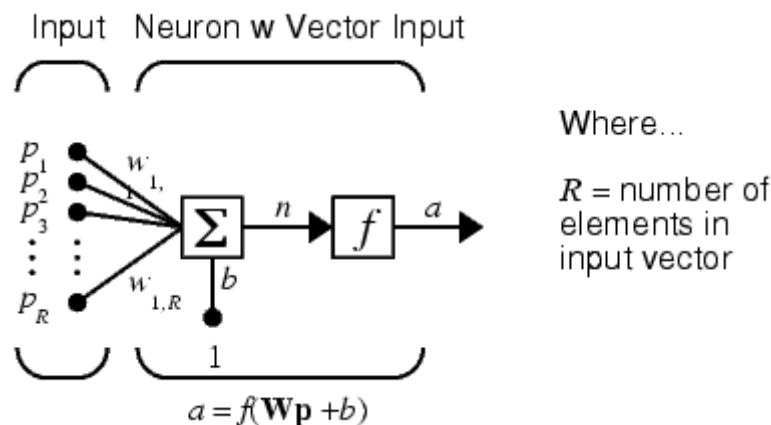 Input Neuron w Vector Input
Where...
R = number of
elements in
input vector
p1
p2
p3
pR
w1,1
w1,R
Σ
n
f
a
b
1
a = f(Wp +b)